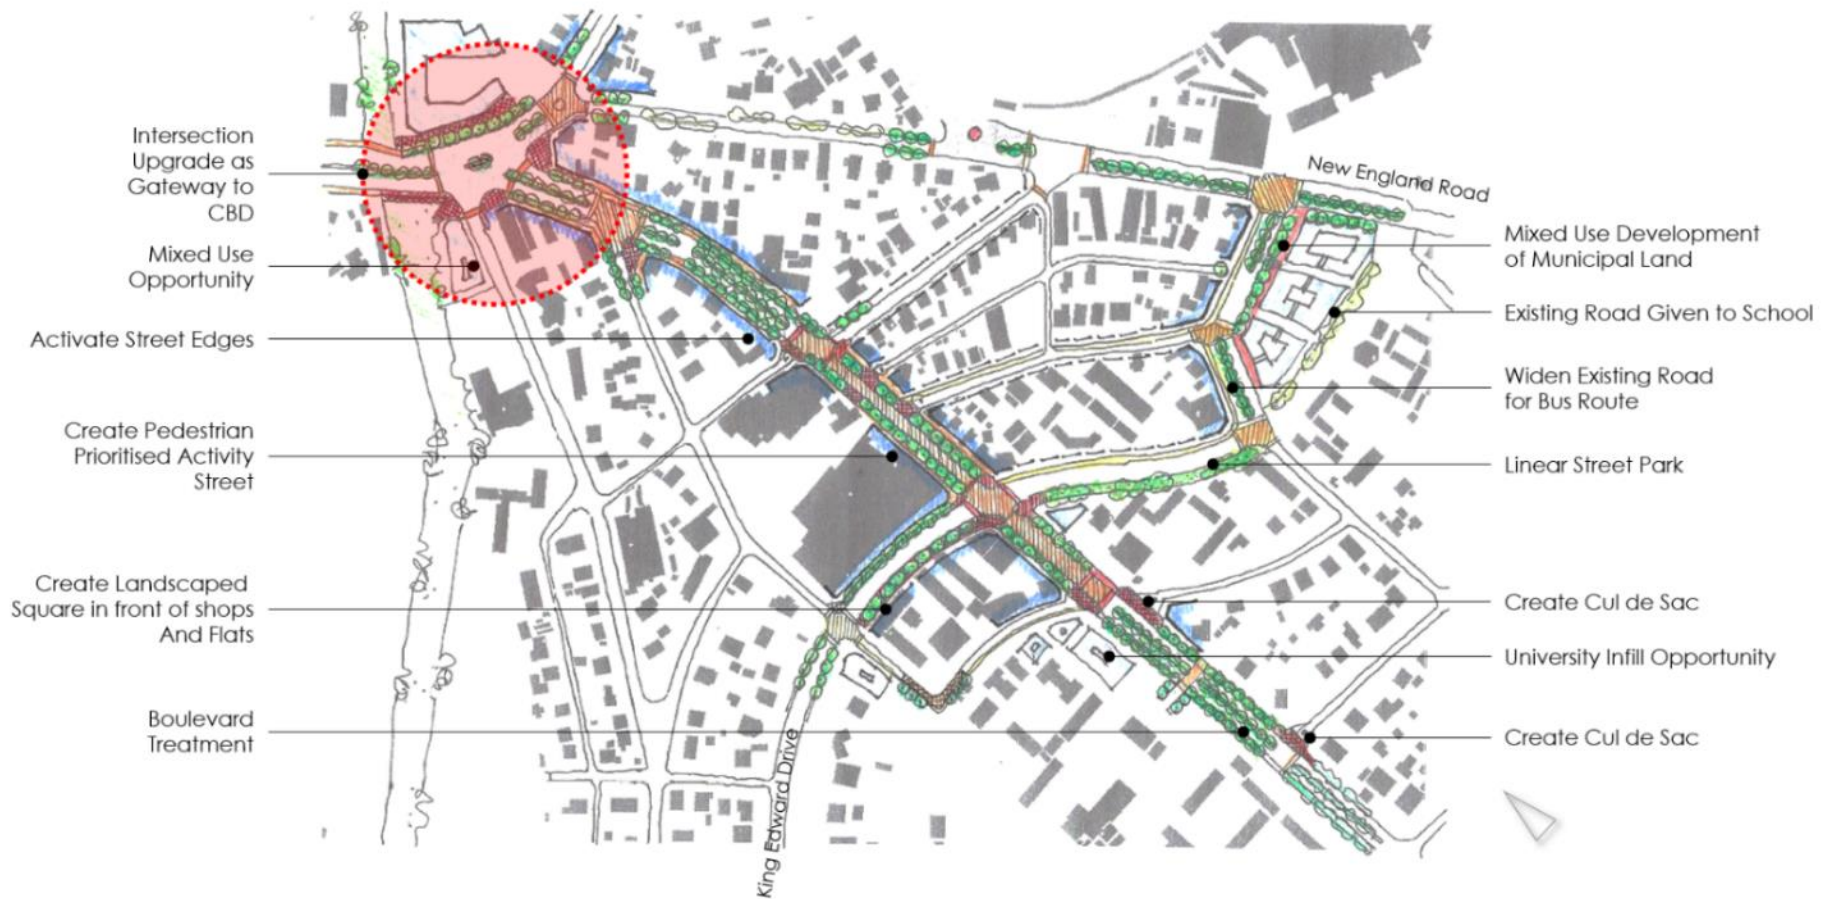 Intersection
Upgrade as
Gateway to
CBD
Mixed Use
Opportunity
Activate Street Edges
Create Pedestrian
Prioritised Activity
Street
Create Landscaped
Square in front of shops
And Flats
Boulevard
Treatment
King Edward Drive
New England Road
Mixed Use Development
of Municipal Land
Existing Road Given to School
Widen Existing Road
for Bus Route
Linear Street Park
Create Cul de Sac
University Infill Opportunity
Create Cul de Sac